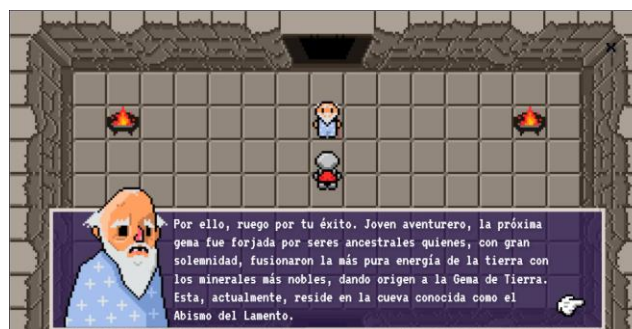 Por ello, ruego por tu éxito. Joven aventurero, la próxima
gema fue forjada por seres ancestrales quienes, con gran
solemnidad, fusionaron la más pura energía de la tierra con
los minerales más nobles, dando origen a la Gema de Tierra.
Esta, actualmente, reside en la cueva conocida como el
Abismo del Lamento.